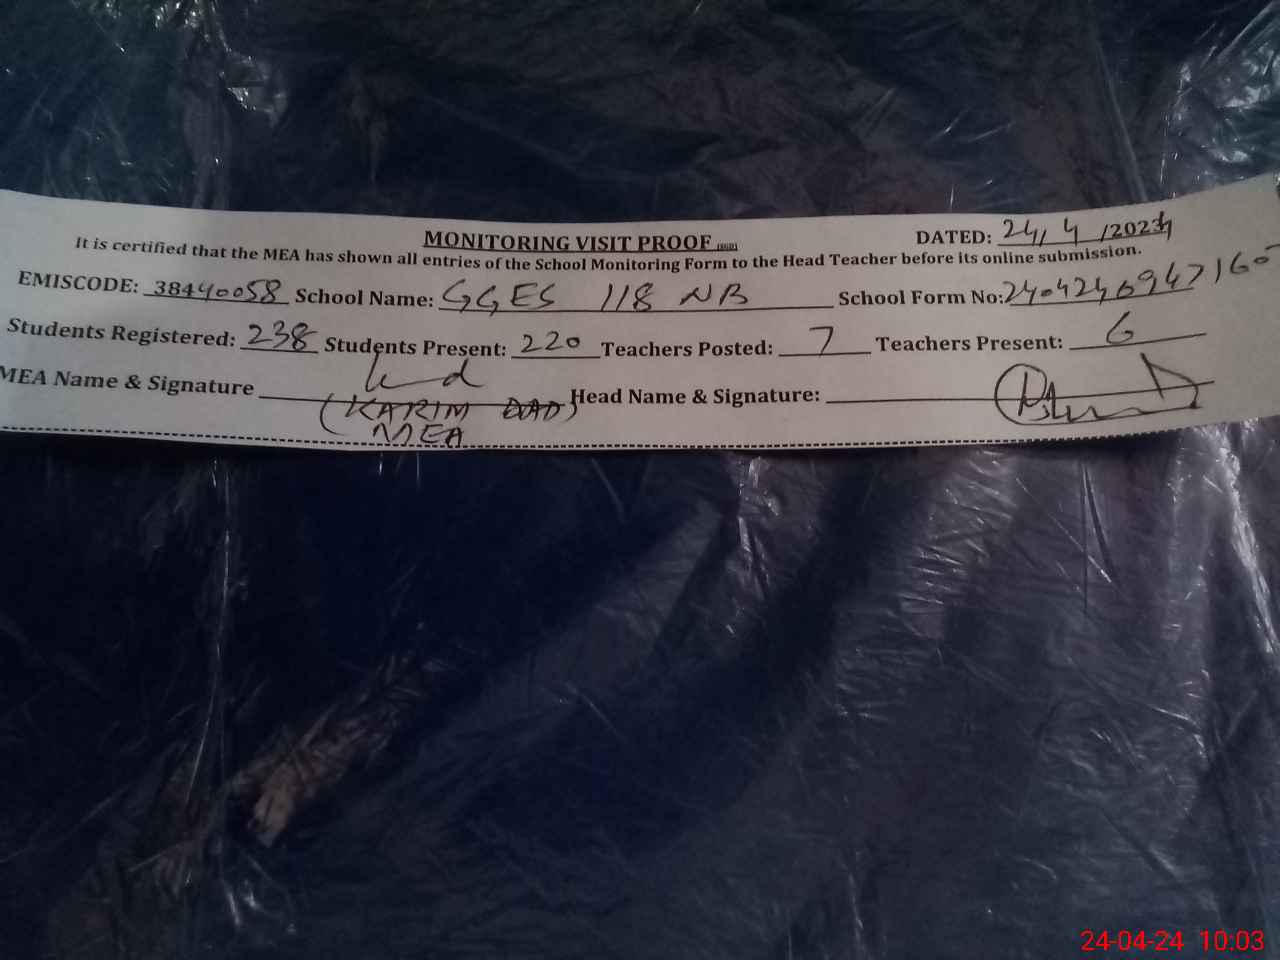 MONITORING VISIT PROOF
DATED: 24/4/2024
It is certified that the MEA has shown all entries of the School Monitoring Form to the Head Teacher before its online submission.
EMISCODE: 38440058 School Name: GGES 118 NB School Form No:
Students Registered: 238 Students Present: 220 Teachers Posted: 7 Teachers Present: 6
MEA Name & Signature Head Name & Signature:
(KARIM DAD)
MEA
24-04-24 10:03